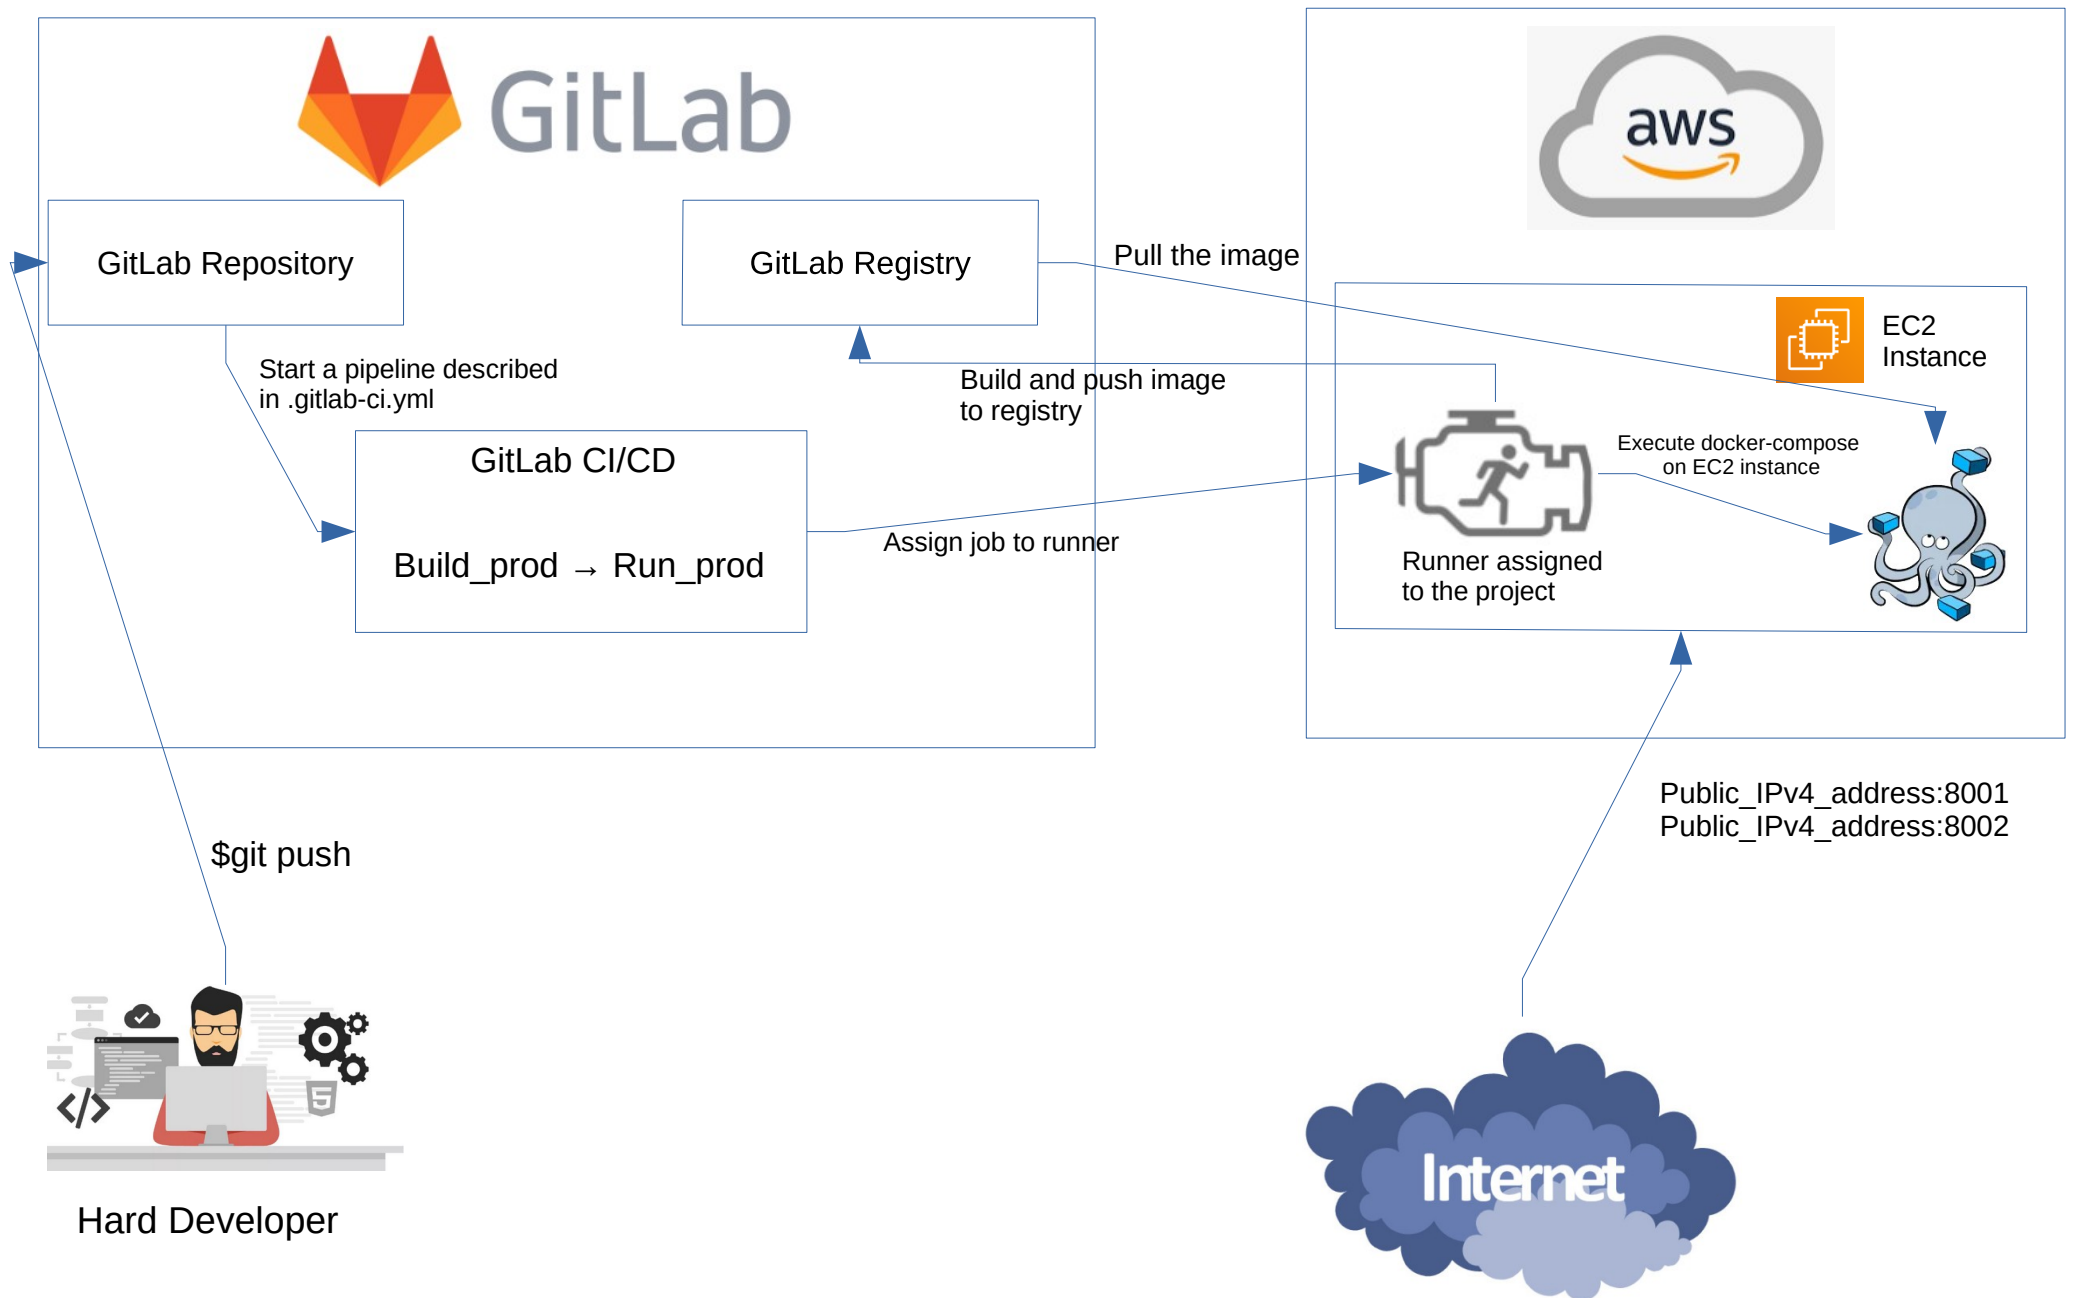 GitLab
aws
GitLab Repository
GitLab Registry
Pull the image
EC2
Instance
Start a pipeline described
in .gitlab-ci.yml
Build and push image
to registry
GitLab CI/CD
Build_prod → Run_prod
Assign job to runner
Execute docker-compose
on EC2 instance
Runner assigned
to the project
$git push
Public_IPv4_address:8001
Public_IPv4_address:8002
</>
5
Hard Developer
Internet